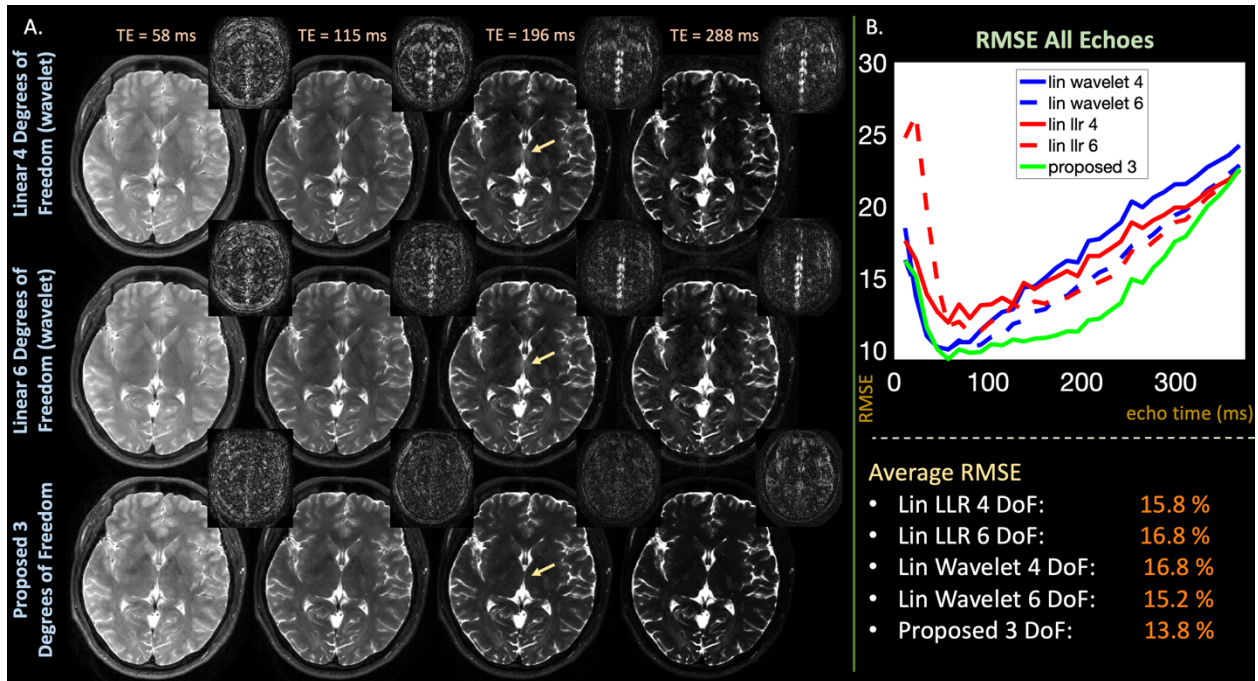 A.
TE = 58 ms
TE = 115 ms
TE = 196 ms
TE = 288 ms
Linear 4 Degrees of
Freedom (wavelet)
Linear 6 Degrees of
Freedom (wavelet)
Proposed 3
Degrees of Freedom
B.
RMSE All Echoes
30
25
20
15
10
lin wavelet 4
lin wavelet 6
lin llr 4
lin llr 6
proposed 3
0
100
200
300
RMSE
echo time (ms)
Average RMSE
• Lin LLR 4 DoF: 15.8 %
• Lin LLR 6 DoF: 16.8 %
• Lin Wavelet 4 DoF: 16.8 %
• Lin Wavelet 6 DoF: 15.2 %
• Proposed 3 DoF: 13.8 %